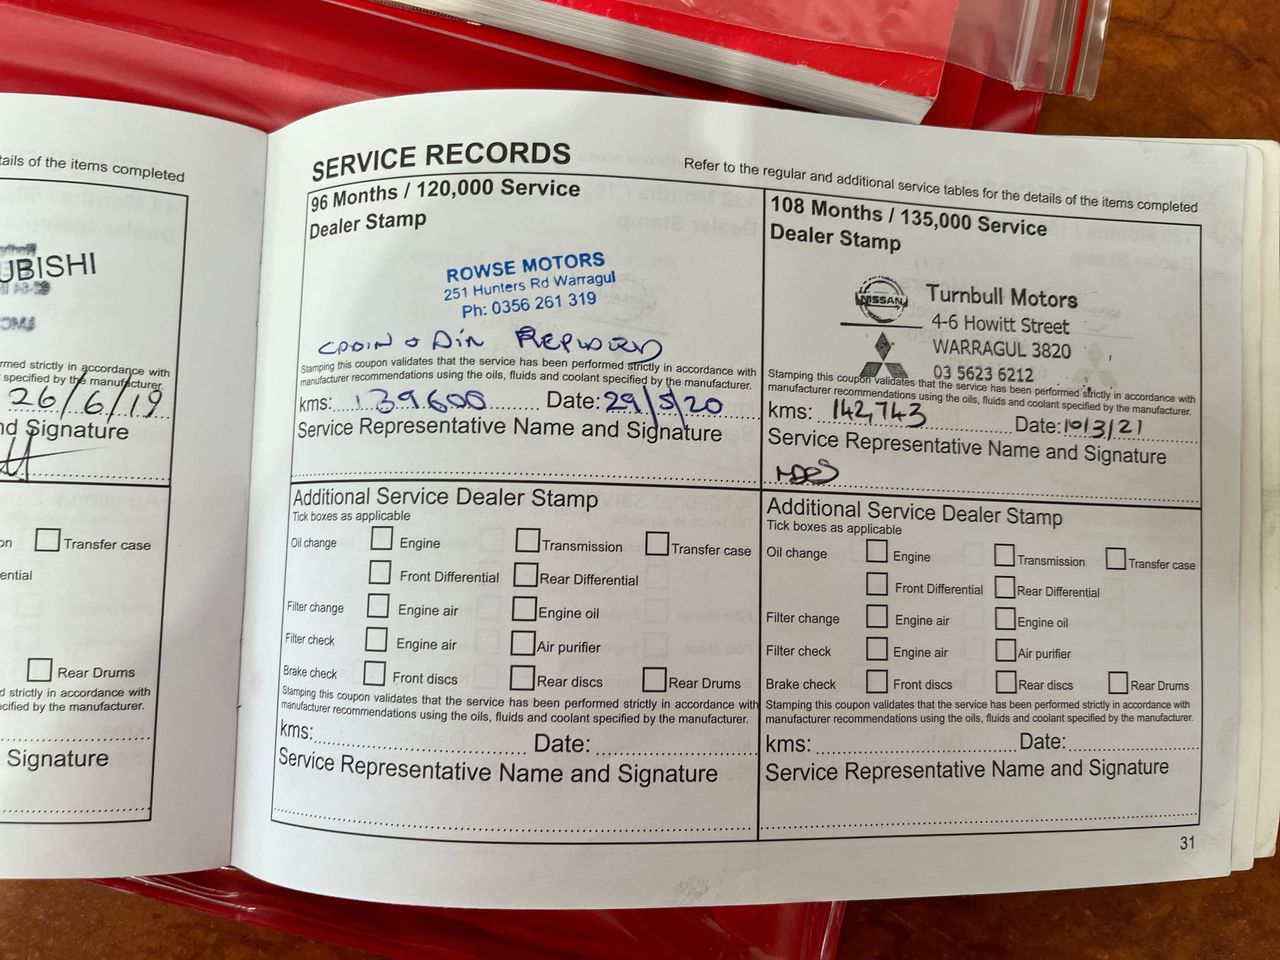 tails of the items completed
UBISHI
rmed strictly in accordance with
specified by the manufacturer.
26/6/19
nd Signature
on Transfer case
ential
Rear Drums
d strictly in accordance with
ecified by the manufacturer.
Signature
SERVICE RECORDS
Refer to the regular and additional service tables for the details of the items completed
96 Months / 120,000 Service
Dealer Stamp
ROWSE MOTORS
251 Hunters Rd Warragul
Ph: 0356 261 319
CABIN & AIR REPLACED
Stamping this coupon validates that the service has been performed strictly in accordance with
manufacturer recommendations using the oils, fluids and coolant specified by the manufacturer.
kms: 139600 Date: 29/5/20
Service Representative Name and Signature
Additional Service Dealer Stamp
Tick boxes as applicable
Oil change Engine Transmission Transfer case
Front Differential Rear Differential
Filter change Engine air Engine oil
Filter check Engine air Air purifier
Brake check Front discs Rear discs Rear Drums
Stamping this coupon validates that the service has been performed strictly in accordance with
manufacturer recommendations using the oils, fluids and coolant specified by the manufacturer.
kms: Date:
Service Representative Name and Signature
108 Months / 135,000 Service
Dealer Stamp
NISSAN
Turnbull Motors
4-6 Howitt Street
WARRAGUL 3820
03 5623 6212
Stamping this coupon validates that the service has been performed strictly in accordance with
manufacturer recommendations using the oils, fluids and coolant specified by the manufacturer.
kms: 142,743 Date: 10/3/21
Service Representative Name and Signature
Additional Service Dealer Stamp
Tick boxes as applicable
Oil change Engine Transmission Transfer case
Front Differential Rear Differential
Filter change Engine air Engine oil
Filter check Engine air Air purifier
Brake check Front discs Rear discs Rear Drums
Stamping this coupon validates that the service has been performed strictly in accordance with
manufacturer recommendations using the oils, fluids and coolant specified by the manufacturer.
kms: Date:
Service Representative Name and Signature
31